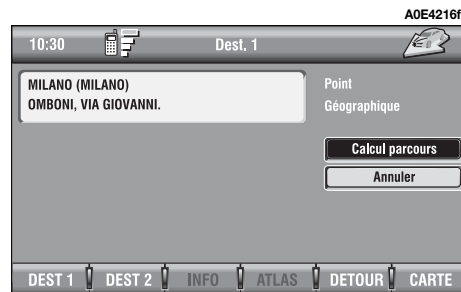 A0E4216f
10:30 Dest. 1
MILANO (MILANO)
OMBONI, VIA GIOVANNI.
Point
Géographique
Calcul parcours
Annuler
DEST 1 DEST 2 INFO ATLAS DETOUR CARTE